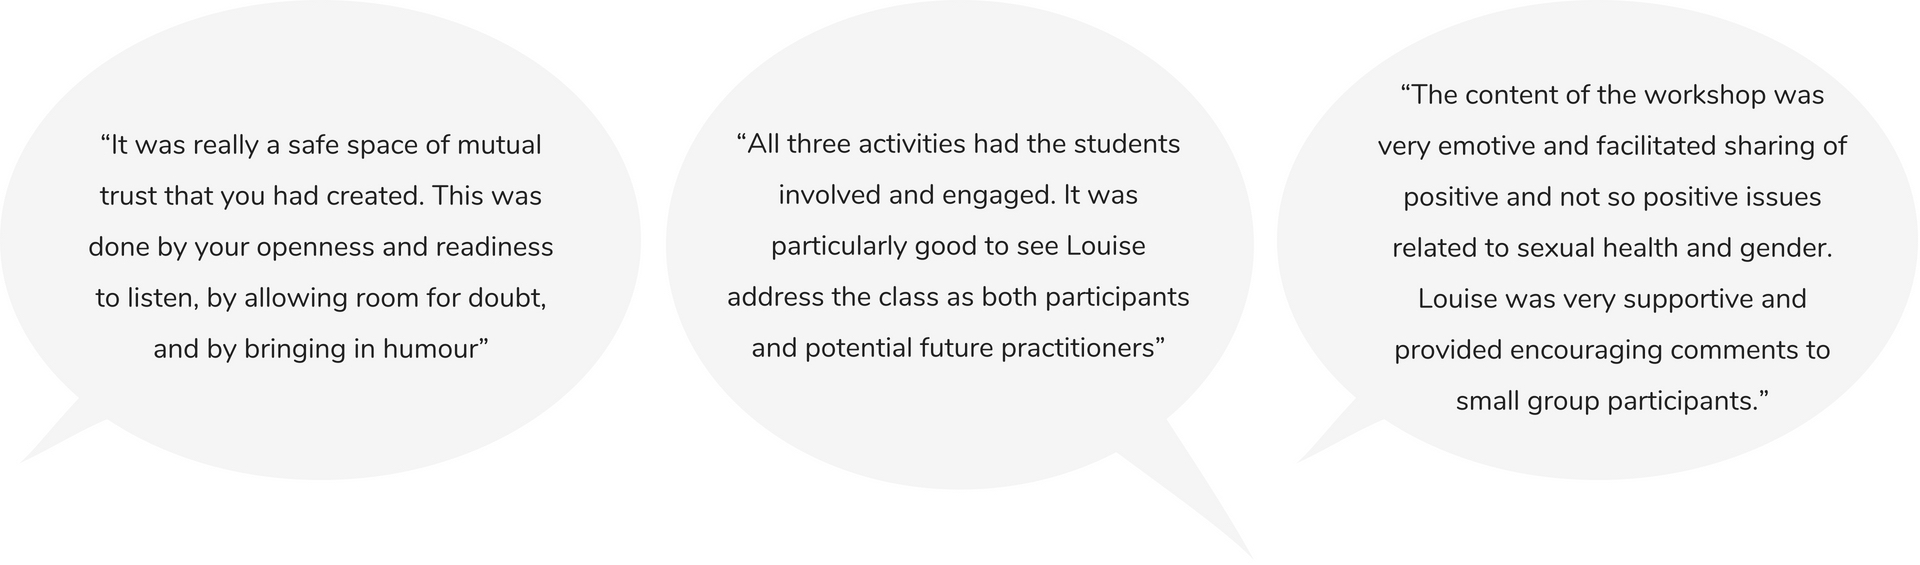 “It was really a safe space of mutual
trust that you had created. This was
done by your openness and readiness
to listen, by allowing room for doubt,
and by bringing in humour”
“All three activities had the students
involved and engaged. It was
particularly good to see Louise
address the class as both participants
and potential future practitioners”
“The content of the workshop was
very emotive and facilitated sharing of
positive and not so positive issues
related to sexual health and gender.
Louise was very supportive and
provided encouraging comments to
small group participants.”